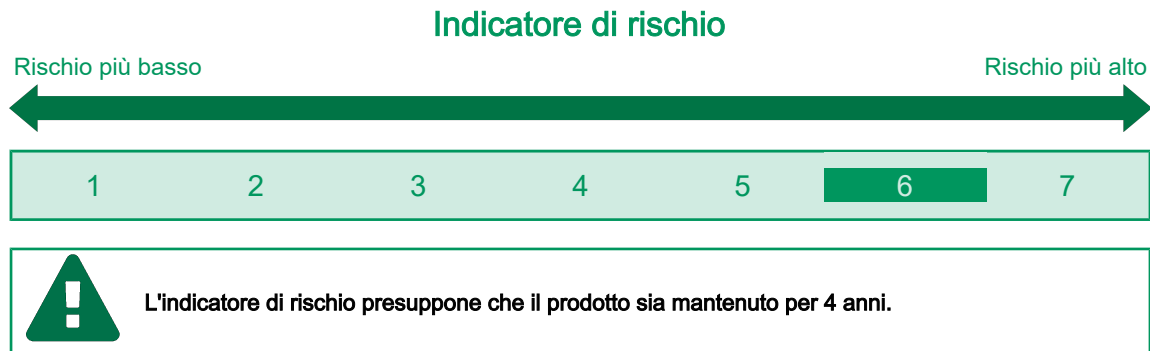 Indicatore di rischio
Rischio più basso Rischio più alto
1 2 3 4 5 6 7
L'indicatore di rischio presuppone che il prodotto sia mantenuto per 4 anni.